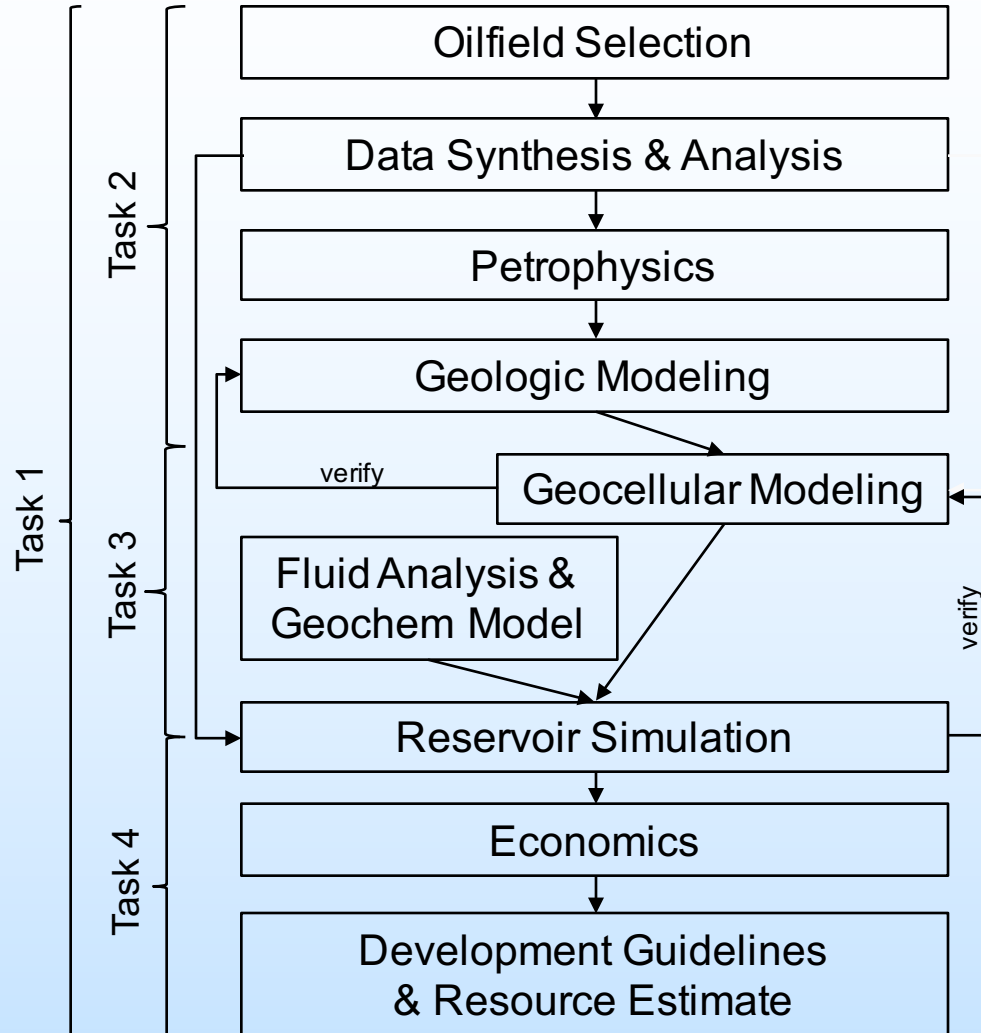 Oilfield Selection
Data Synthesis & Analysis
Task 2
Petrophysics
Geologic Modeling
verify
Geocellular Modeling
Task 1
Task 3
Fluid Analysis &
Geochem Model
verify
Reservoir Simulation
Economics
Task 4
Development Guidelines
& Resource Estimate